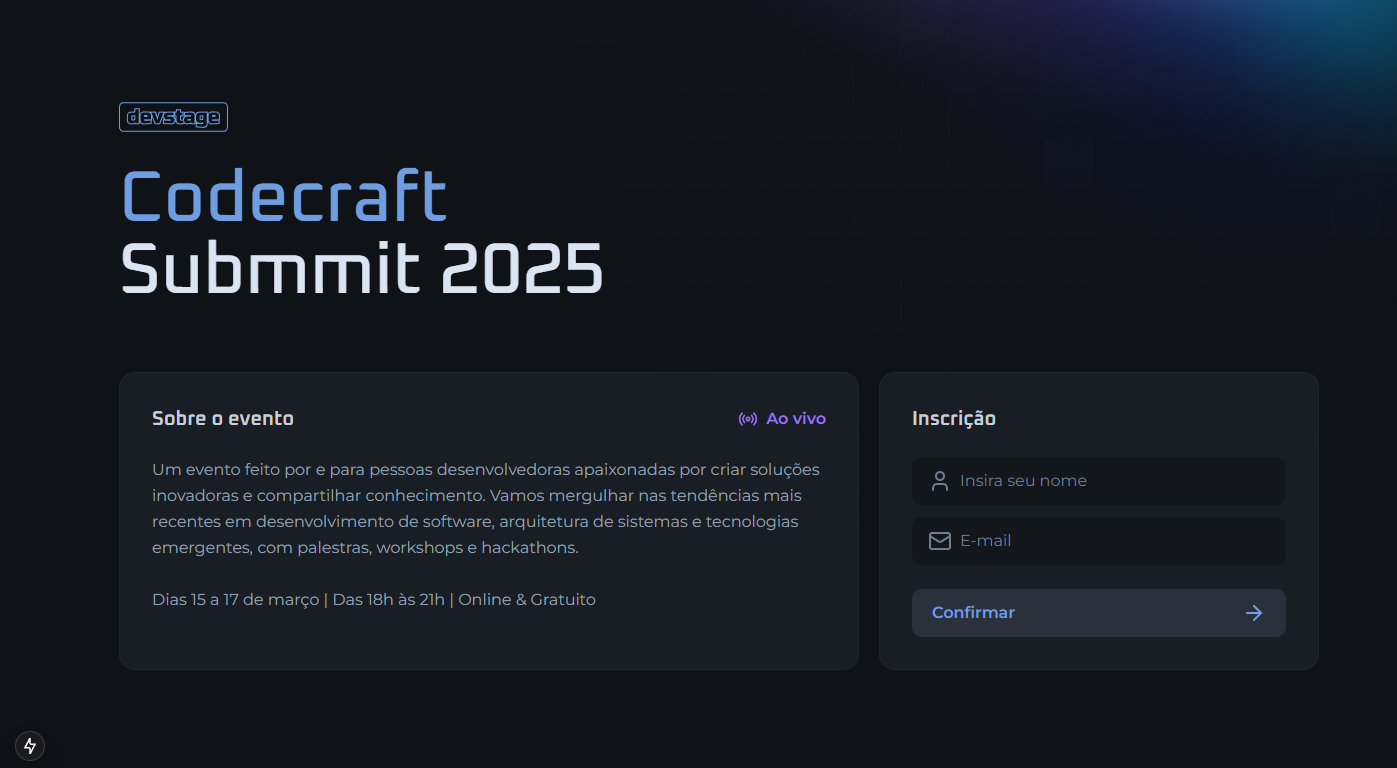 devstage
Codecraft
Submmit 2025
Sobre o evento
Ao vivo
Um evento feito por e para pessoas desenvolvedoras apaixonadas por criar soluções
inovadoras e compartilhar conhecimento. Vamos mergulhar nas tendências mais
recentes em desenvolvimento de software, arquitetura de sistemas e tecnologias
emergentes, com palestras, workshops e hackathons.
Dias 15 a 17 de março | Das 18h às 21h | Online & Gratuito
Inscrição
Insira seu nome
E-mail
Confirmar